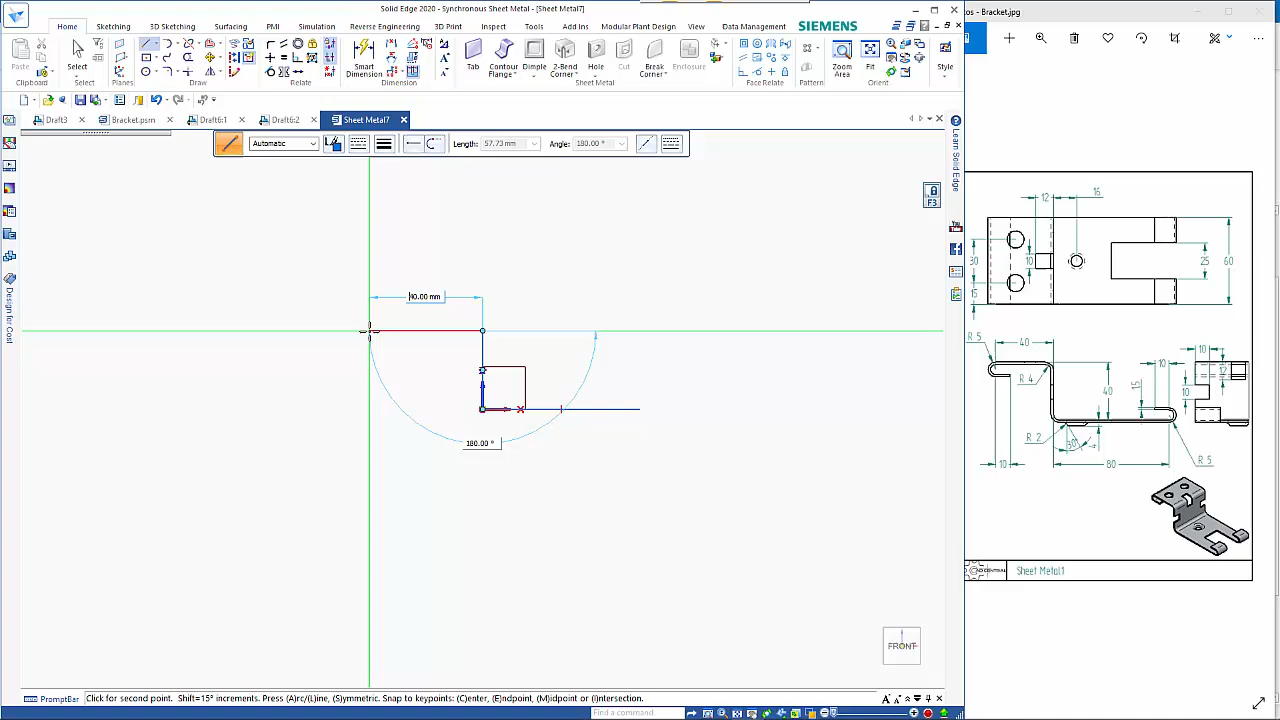 Solid Edge 2020 - Synchronous Sheet Metal - [Sheet Metal7]
os - Bracket.jpg
Home Sketching 3D Sketching Surfacing PMI Simulation Reverse Engineering Inspect Tools Add Ins Modular Plant Design View Data Management SIEMENS
Paste Select Smart Dimension Tab Contour Flange Dimple 2-Bend Corner Hole Cut Break Corner Enclosure Zoom Area Fit Style
Clipboard Select Planes Draw Relate Dimension Sheet Metal Face Relate Pattern Orient
Draft3 Bracket.psm Draft6:1 Draft6:2 Sheet Metal7
Automatic Length: 57.73 mm Angle: 180.00 °
Learn Solid Edge
F3
You
40.00 mm
180.00 °
Design for Cost
FRONT
12 16
30 10 25 60
15
R 5 40 10 10
R 4 40 15 10 12
R 2 30° 4
10 80 R 5
Sheet Metal1
PromptBar Click for second point. Shift=15° increments. Press (A)rc/(L)ine, (S)ymmetric. Snap to keypoints: (C)enter, (E)ndpoint, (M)idpoint or (I)ntersection.
Find a command